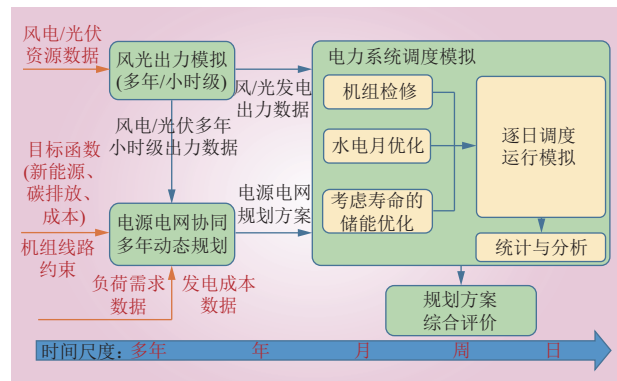 风电/光伏
资源数据
风光出力模拟
(多年/小时级)
风/光发电
出力数据
风电/光伏多年
小时级出力数据
目标函数
(新能源、
碳排放、
成本)
机组线路
约束
电源电网协同
多年动态规划
电源电网
规划方案
负荷需求
数据
发电成本
数据
电力系统调度模拟
机组检修
水电月优化
考虑寿命的
储能优化
逐日调度
运行模拟
统计与分析
规划方案
综合评价
时间尺度：多年 年 月 周 日